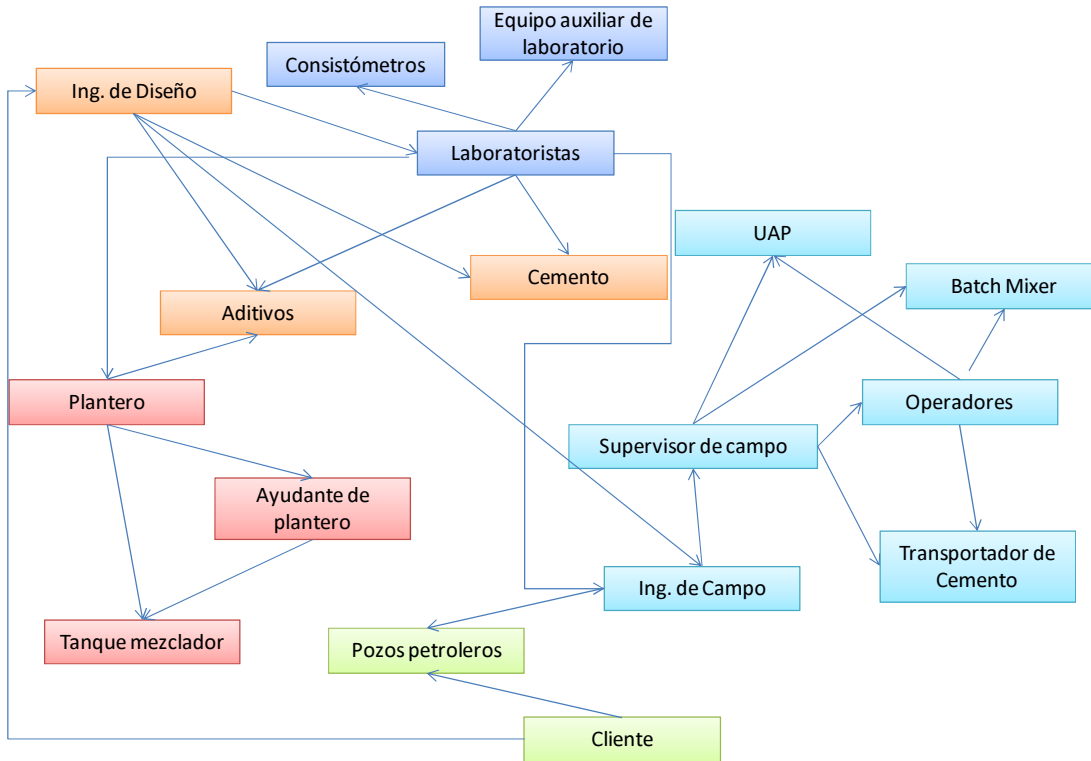 Equipo auxiliar de
laboratorio
Consistómetros
Ing. de Diseño
Laboratoristas
UAP
Cemento
Batch Mixer
Aditivos
Plantero
Operadores
Supervisor de campo
Ayudante de
plantero
Transportador de
Cemento
Ing. de Campo
Tanque mezclador
Pozos petroleros
Cliente